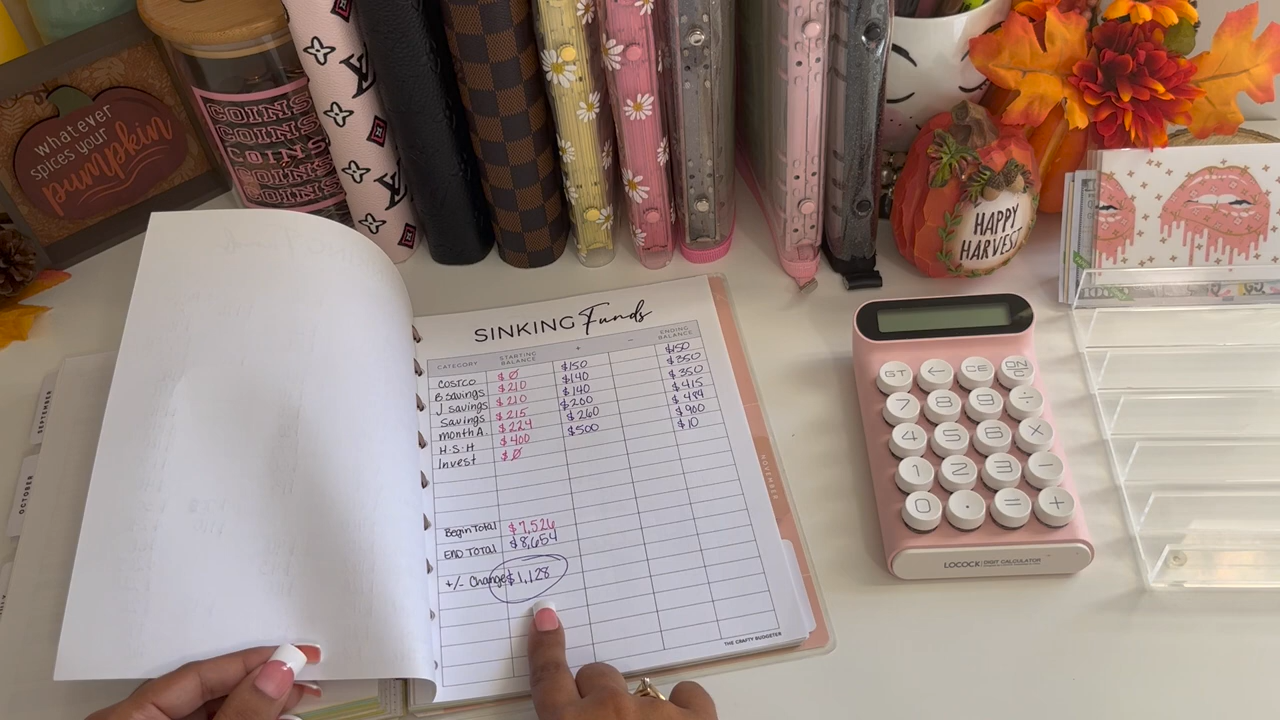 whatever
spices your
pumpkin
COINS
COINS
COINS
COINS
COINS
HAPPY
HARVEST
SEPTEMBER
OCTOBER
NOVEMBER
SINKING Funds
CATEGORY STARTING BALANCE + - ENDING BALANCE
COSTCO $0 $150 $150
B savings $210 $140 $350
J savings $210 $140 $350
Savings $215 $200 $415
month A. $224 $260 $484
H.S.H $400 $500 $900
Invest $0 $10
Begin Total $7,526
END Total $8,654
+/- Change $1,128
THE CRAFTY BUDGETER
GT ← CE ON/C
7 8 9 ÷
4 5 6 X
1 2 3 −
0 . = +
LOCOCK DIGIT CALCULATOR